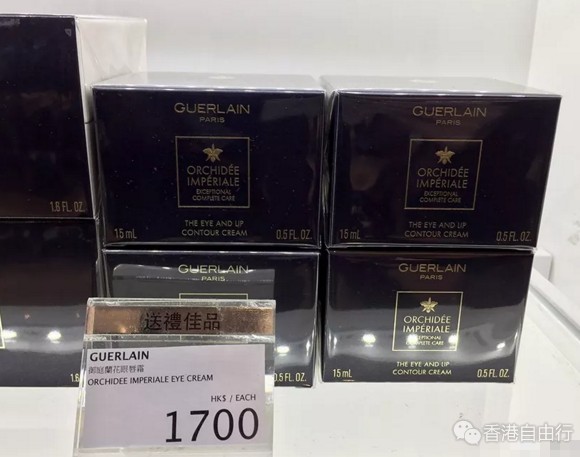 GUERLAIN
PARIS
ORCHIDÉE
IMPÉRIALE
EXCEPTIONAL
COMPLETE CARE
15 mL
THE EYE AND LIP
CONTOUR CREAM
0.5 FL. OZ.
GUERLAIN
PARIS
ORCHIDÉE
IMPÉRIALE
EXCEPTIONAL
COMPLETE CARE
15 mL
THE EYE AND LIP
CONTOUR CREAM
0.5 FL. OZ.
1.6 FL. OZ.
GUERLAIN
PARIS
GUERLAIN
PARIS
ORCHIDÉE
IMPÉRIALE
EXCEPTIONAL
COMPLETE CARE
15 mL
THE EYE AND LIP
CONTOUR CREAM
0.5 FL. OZ.
1.6
送禮佳品
GUERLAIN
御庭蘭花眼唇霜
ORCHIDEE IMPERIALE EYE CREAM
HK$ / EACH
1700
香港自由行